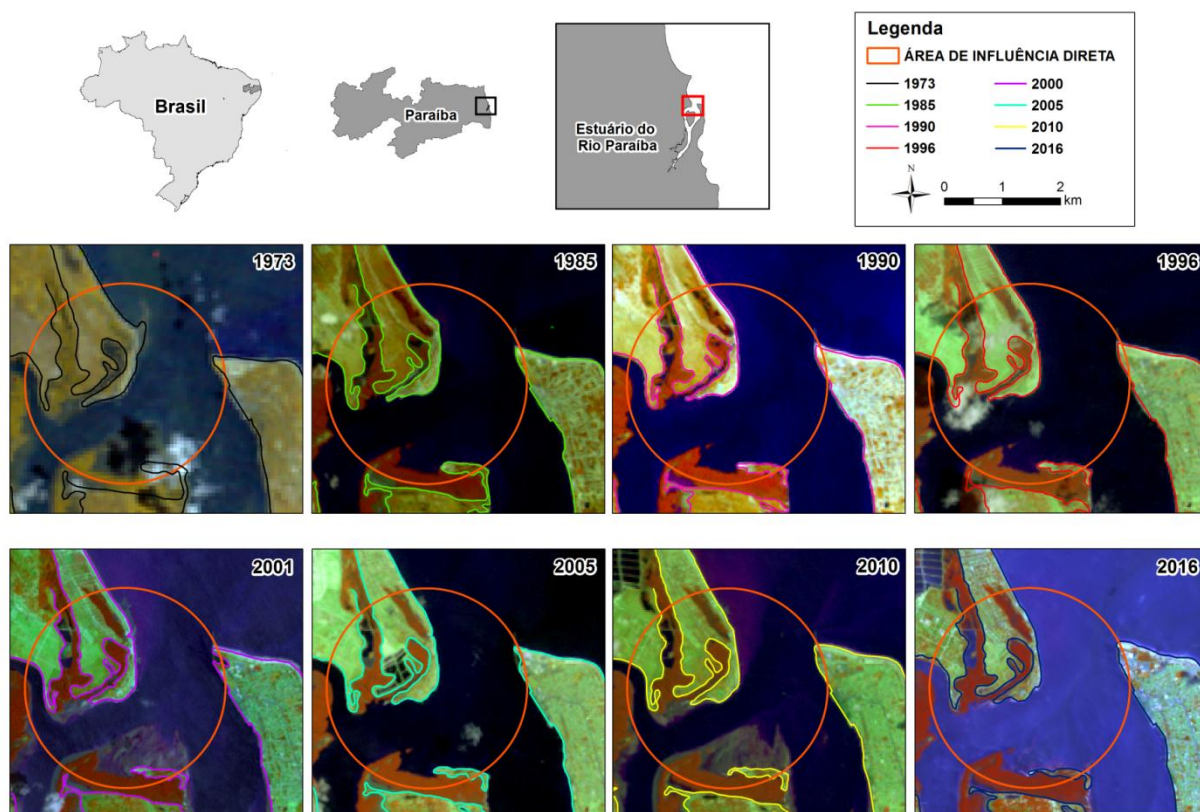 Brasil
Paraíba
Estuário do
Rio Paraíba
Legenda
ÁREA DE INFLUÊNCIA DIRETA
1973
1985
1990
1996
2000
2005
2010
2016
N
0 1 2
km
1973
1985
1990
1996
2001
2005
2010
2016